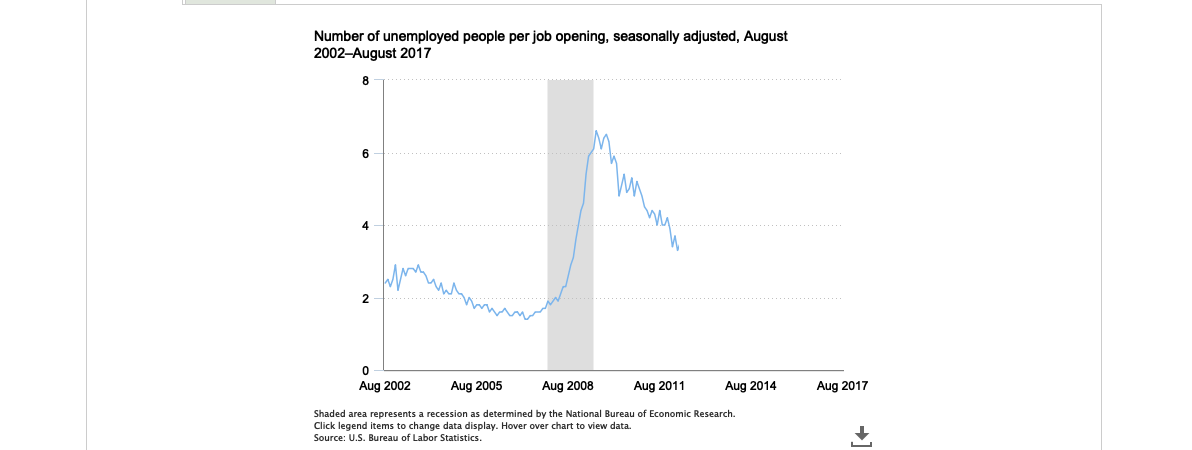 Number of unemployed people per job opening, seasonally adjusted, August
2002–August 2017
8
6
4
2
0
Aug 2002 Aug 2005 Aug 2008 Aug 2011 Aug 2014 Aug 2017
Shaded area represents a recession as determined by the National Bureau of Economic Research.
Click legend items to change data display. Hover over chart to view data.
Source: U.S. Bureau of Labor Statistics.